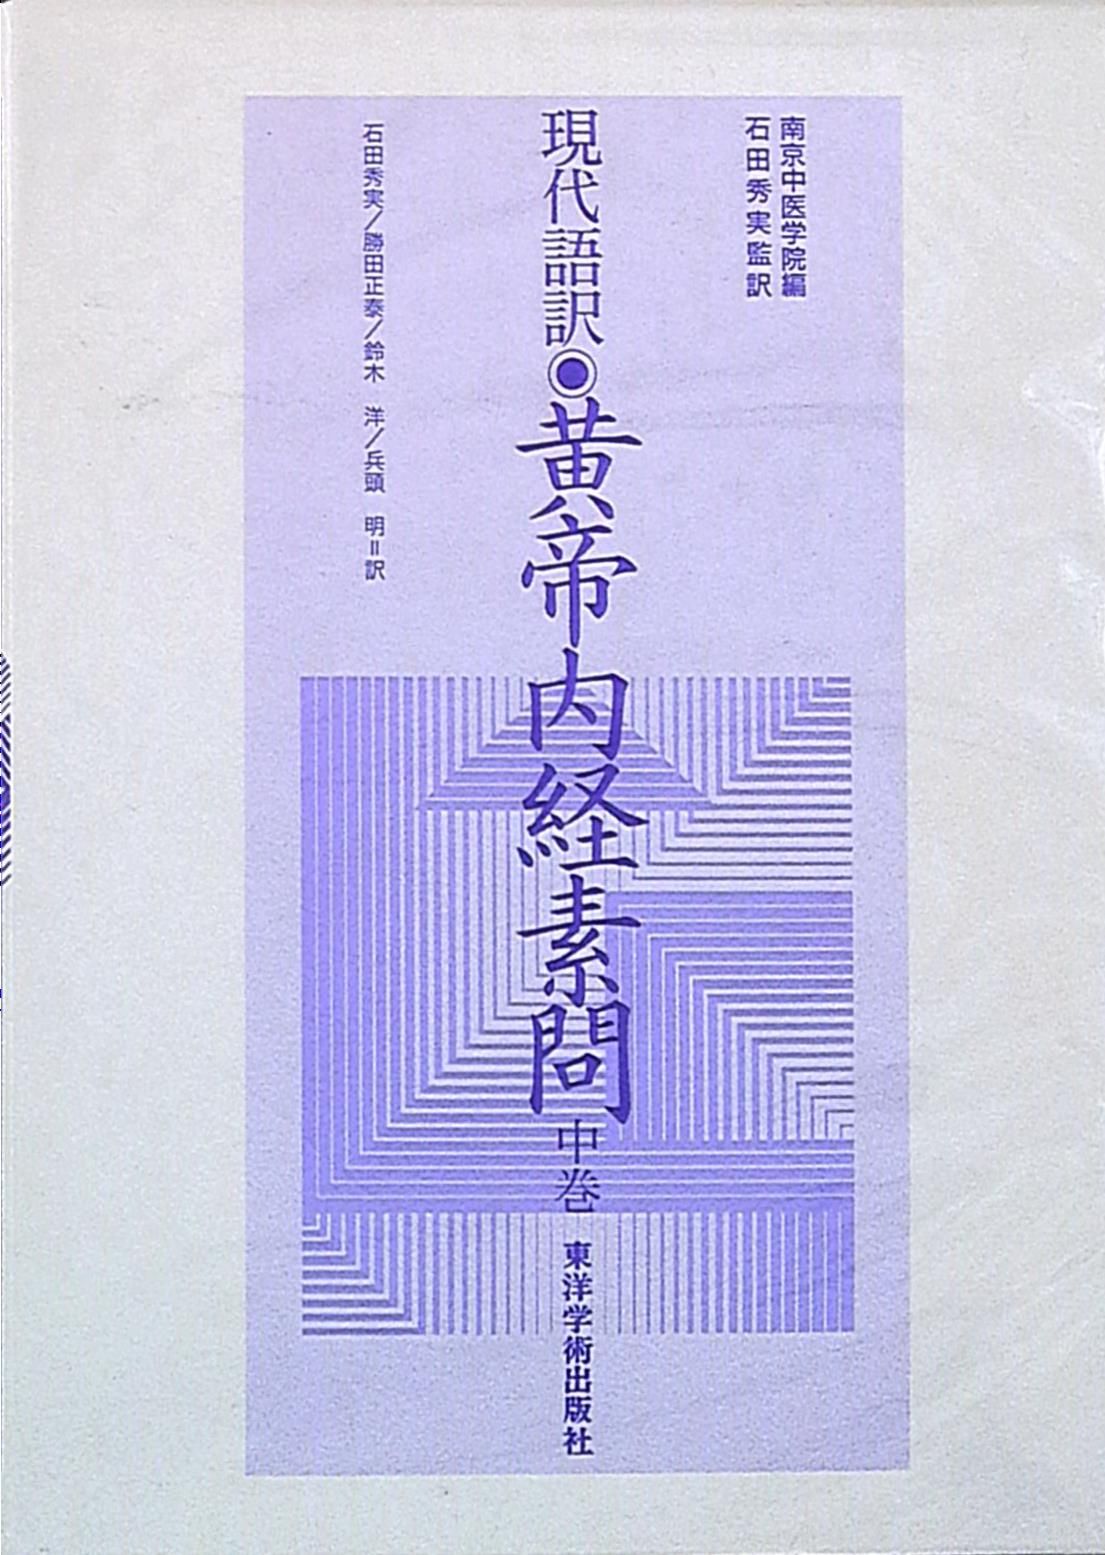 南京中医学院編
石田秀実監訳
現代語訳◉黄帝内経素問 中巻
東洋学術出版社
石田秀実/勝田正泰/鈴木 洋/兵頭 明=訳